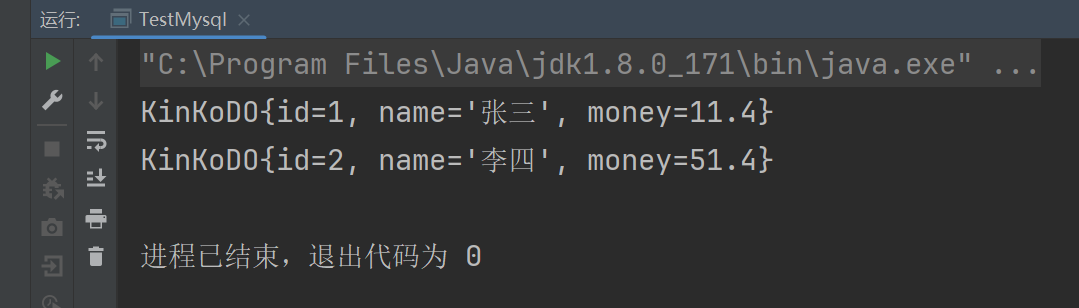 运行: TestMysql
"C:\Program Files\Java\jdk1.8.0_171\bin\java.exe" ...
KinKoDO{id=1, name='张三', money=11.4}
KinKoDO{id=2, name='李四', money=51.4}
进程已结束，退出代码为 0